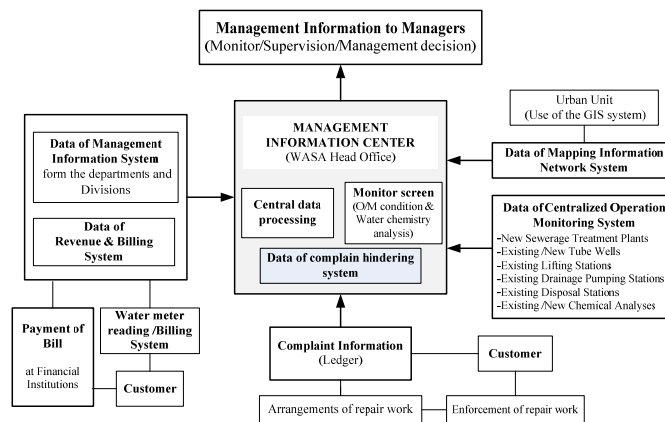 Management Information to Managers
(Monitor/Supervision/Management decision)
Urban Unit
(Use of the GIS system)
Data of Mapping Information
Network System
Data of Management
Information System
form the departments and
Divisions
Data of
Revenue & Billing System
MANAGEMENT
INFORMATION CENTER
(WASA Head Office)
Central data
processing
Monitor screen
(O/M condition &
Water chemistry
analysis)
Data of complain hindering
system
Data of Centralized Operation
Monitoring System
-New Sewerage Treatment Plants
-Existing /New Tube Wells
-Existing Lifting Stations
-Existing Drainage Pumping Stations
-Existing Disposal Stations
-Existing /New Chemical Analyses
Payment of
Bill
at Financial
Institutions
Water meter
reading /Billing
System
Customer
Complaint Information
(Ledger)
Customer
Arrangements of repair work
Enforcement of repair work